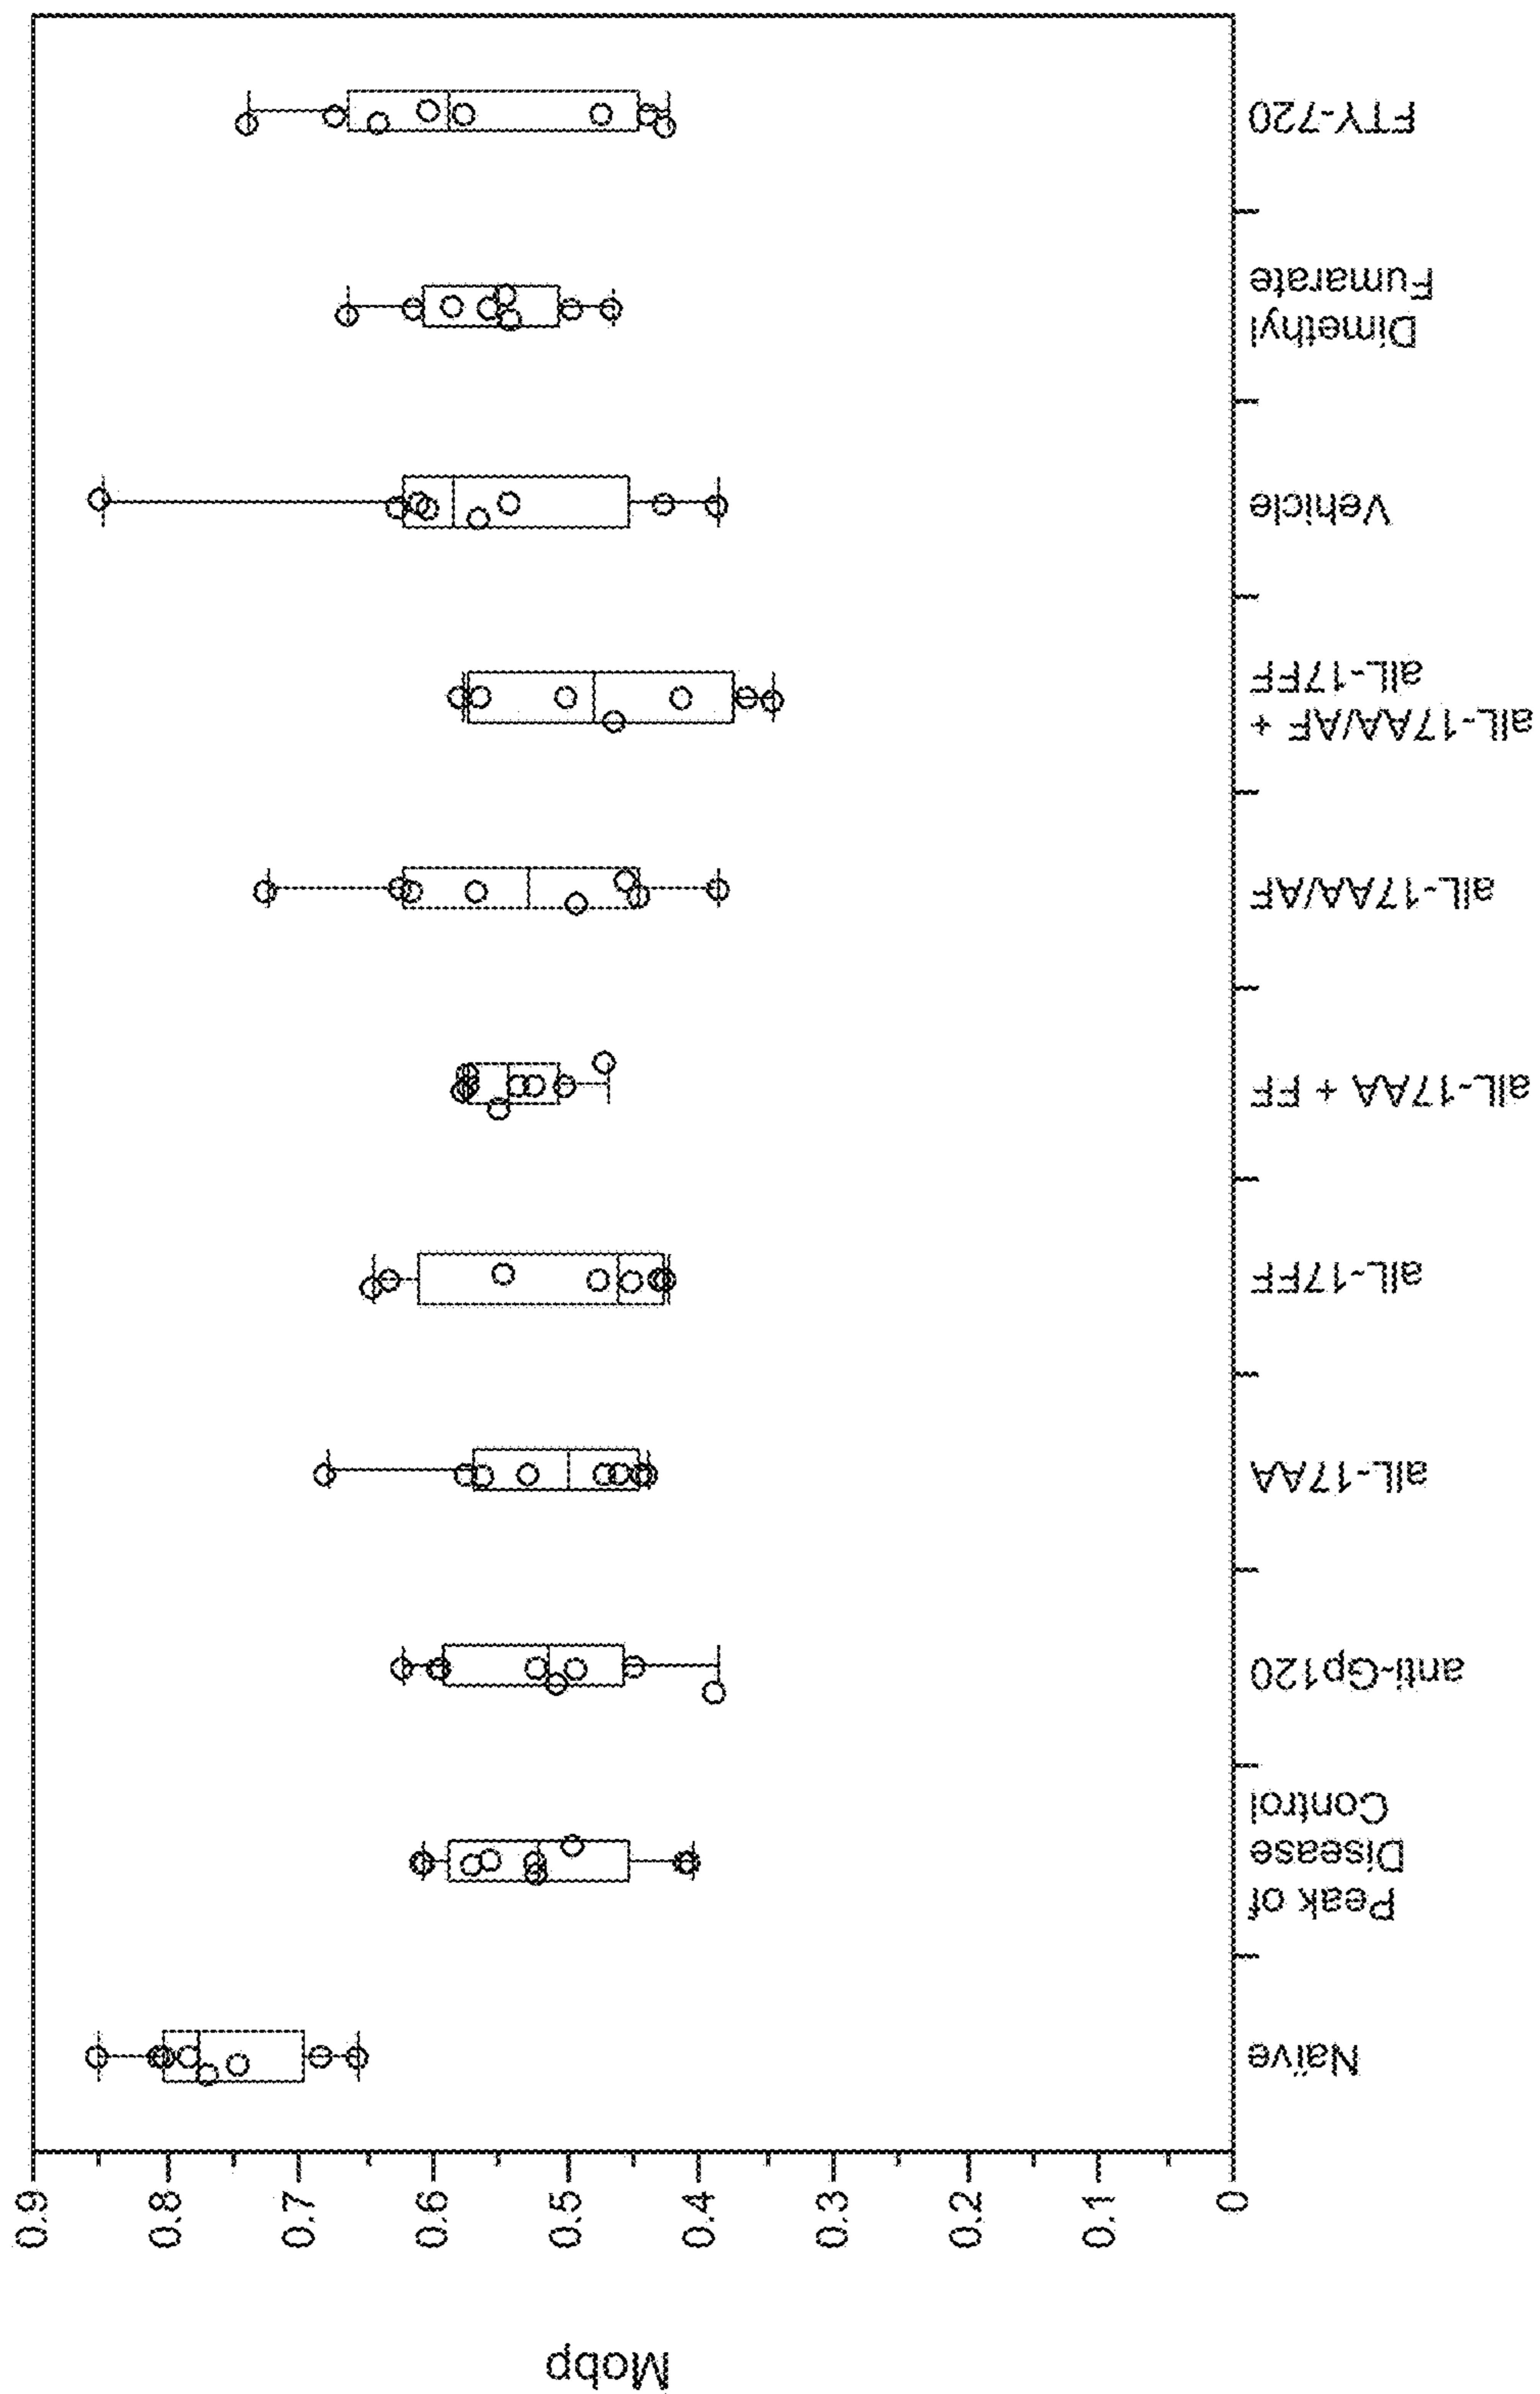 Mobp
0.9
0.8
0.7
0.6
0.5
0.4
0.3
0.2
0.1
0
Naïve
Peak of
Disease
Control
anti-Gp120
aIL-17AA
aIL-17FF
aIL-17AA + FF
aIL-17AA/AF
aIL-17AA/AF +
aIL-17FF
Vehicle
Dimethyl
Fumarate
FTY-720